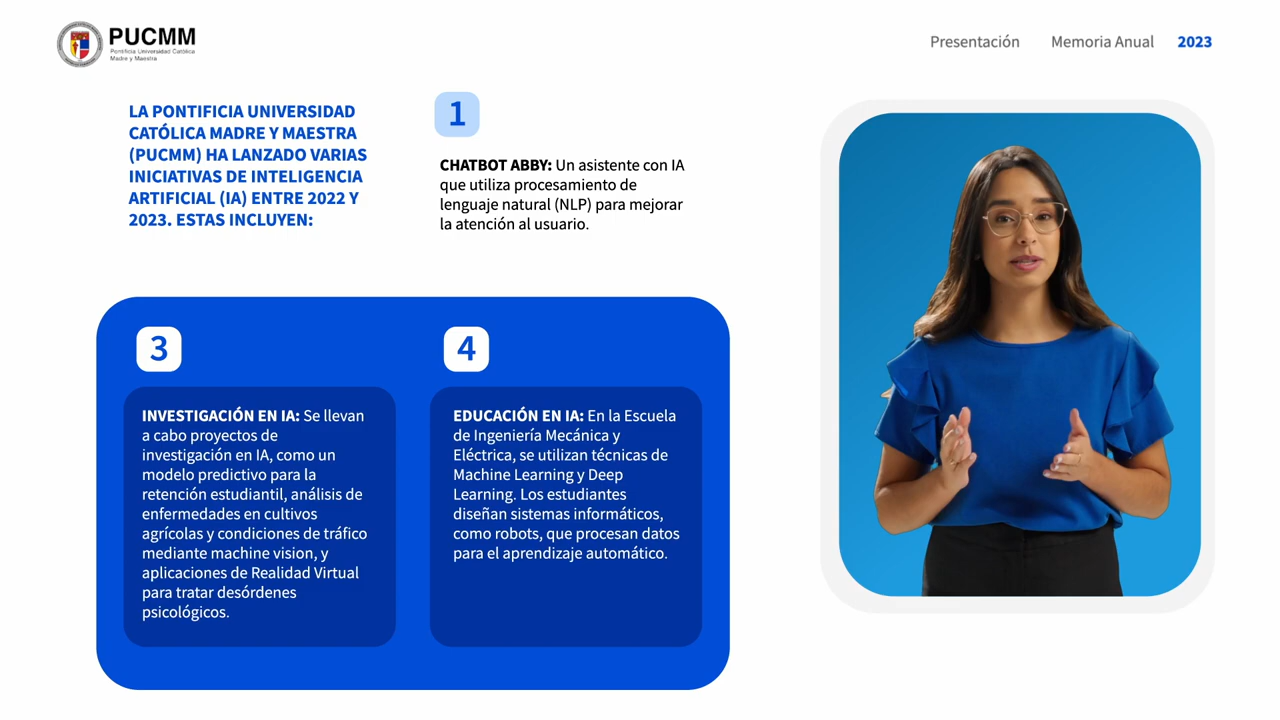 PUCMM
Pontificia Universidad Católica
Madre y Maestra
Presentación Memoria Anual 2023
LA PONTIFICIA UNIVERSIDAD
CATÓLICA MADRE Y MAESTRA
(PUCMM) HA LANZADO VARIAS
INICIATIVAS DE INTELIGENCIA
ARTIFICIAL (IA) ENTRE 2022 Y
2023. ESTAS INCLUYEN:
1
CHATBOT ABBY: Un asistente con IA
que utiliza procesamiento de
lenguaje natural (NLP) para mejorar
la atención al usuario.
3
INVESTIGACIÓN EN IA: Se llevan
a cabo proyectos de
investigación en IA, como un
modelo predictivo para la
retención estudiantil, análisis de
enfermedades en cultivos
agrícolas y condiciones de tráfico
mediante machine vision, y
aplicaciones de Realidad Virtual
para tratar desórdenes
psicológicos.
4
EDUCACIÓN EN IA: En la Escuela
de Ingeniería Mecánica y
Eléctrica, se utilizan técnicas de
Machine Learning y Deep
Learning. Los estudiantes
diseñan sistemas informáticos,
como robots, que procesan datos
para el aprendizaje automático.